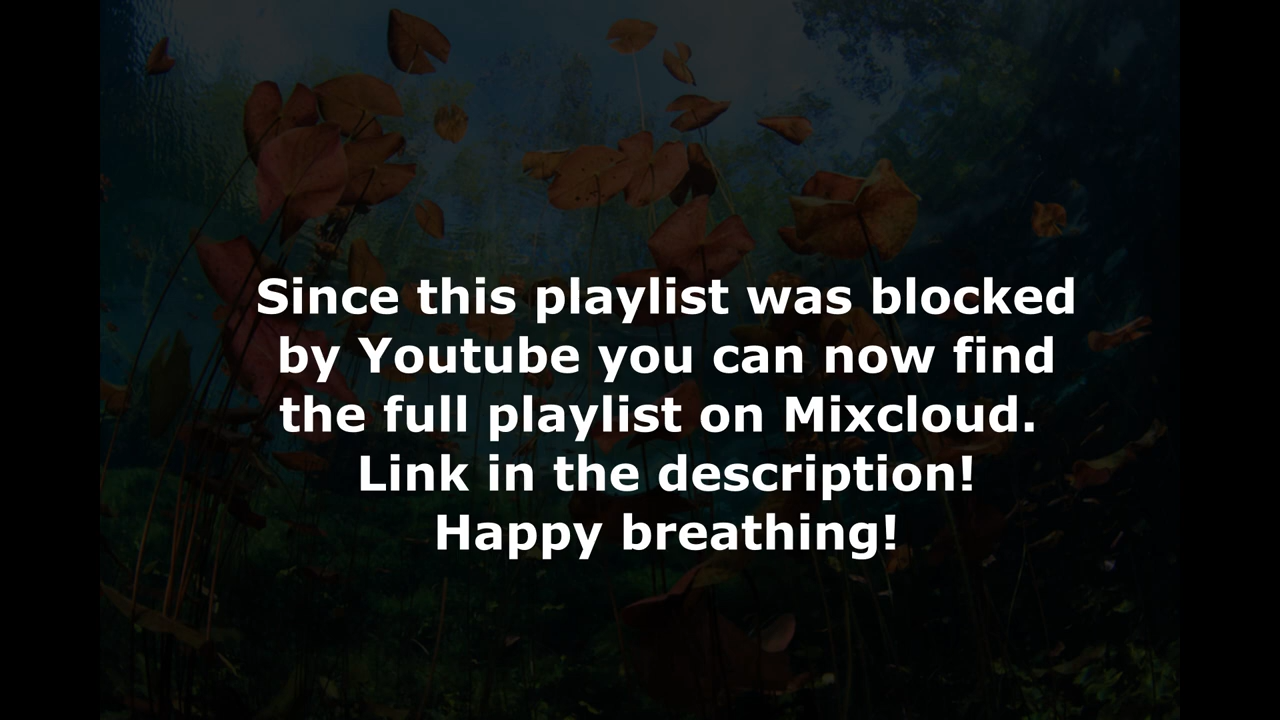 Since this playlist was blocked
by Youtube you can now find
the full playlist on Mixcloud.
Link in the description!
Happy breathing!